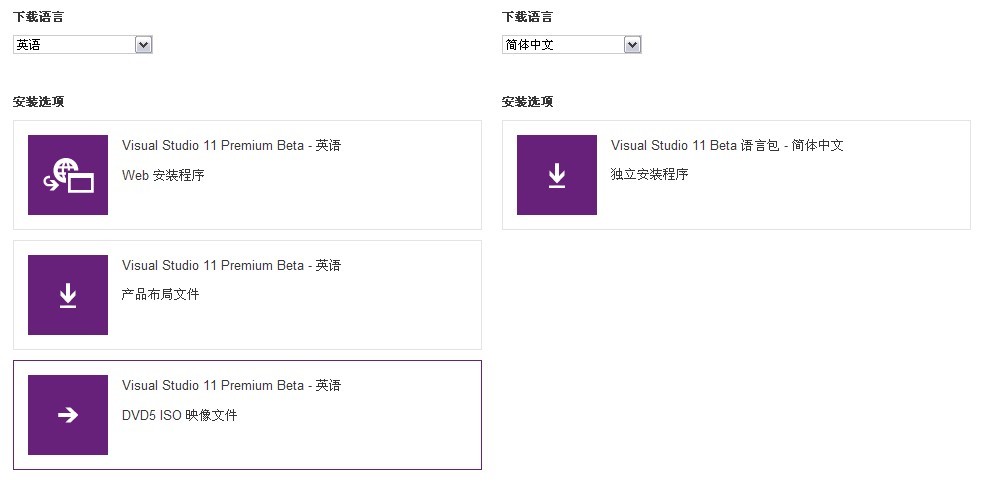 下载语言
英语
安装选项
Visual Studio 11 Premium Beta - 英语
Web 安装程序
Visual Studio 11 Premium Beta - 英语
产品布局文件
Visual Studio 11 Premium Beta - 英语
DVD5 ISO 映像文件
下载语言
简体中文
安装选项
Visual Studio 11 Beta 语言包 - 简体中文
独立安装程序